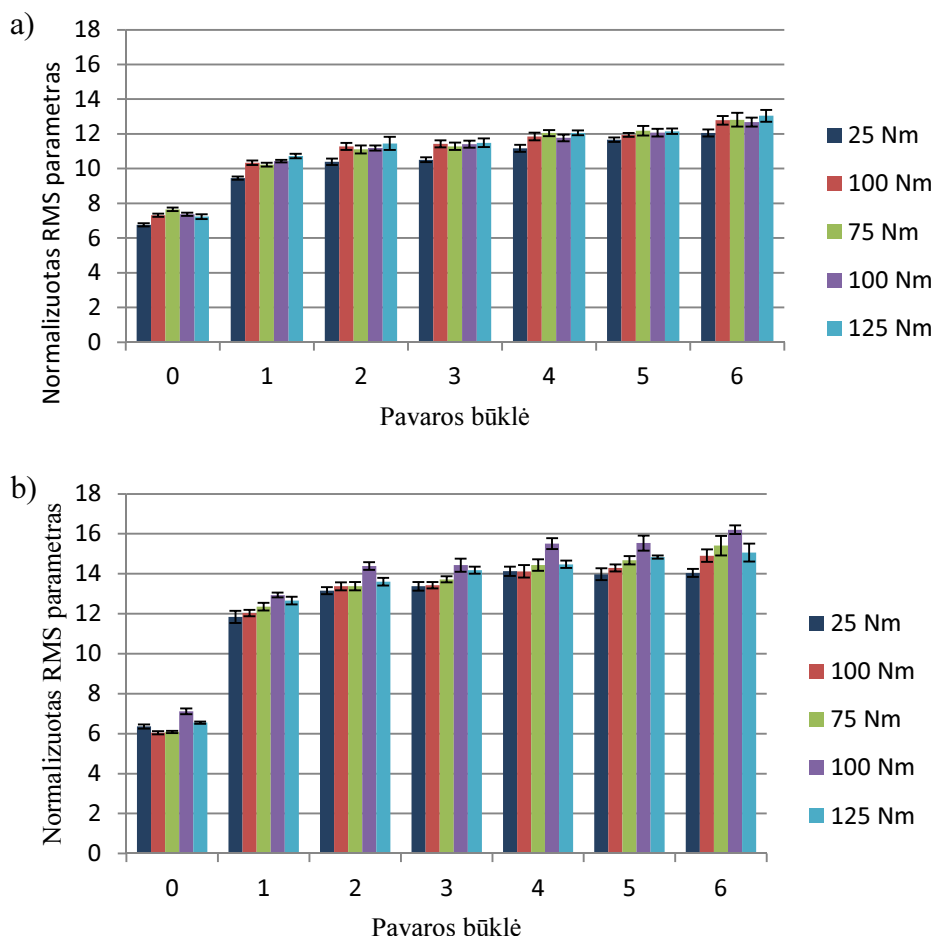 a)
Normalizuotas RMS parametras
18
16
14
12
10
8
6
4
2
0
0 1 2 3 4 5 6
Pavaros būklė
25 Nm
100 Nm
75 Nm
100 Nm
125 Nm
b)
Normalizuotas RMS parametras
18
16
14
12
10
8
6
4
2
0
0 1 2 3 4 5 6
Pavaros būklė
25 Nm
100 Nm
75 Nm
100 Nm
125 Nm